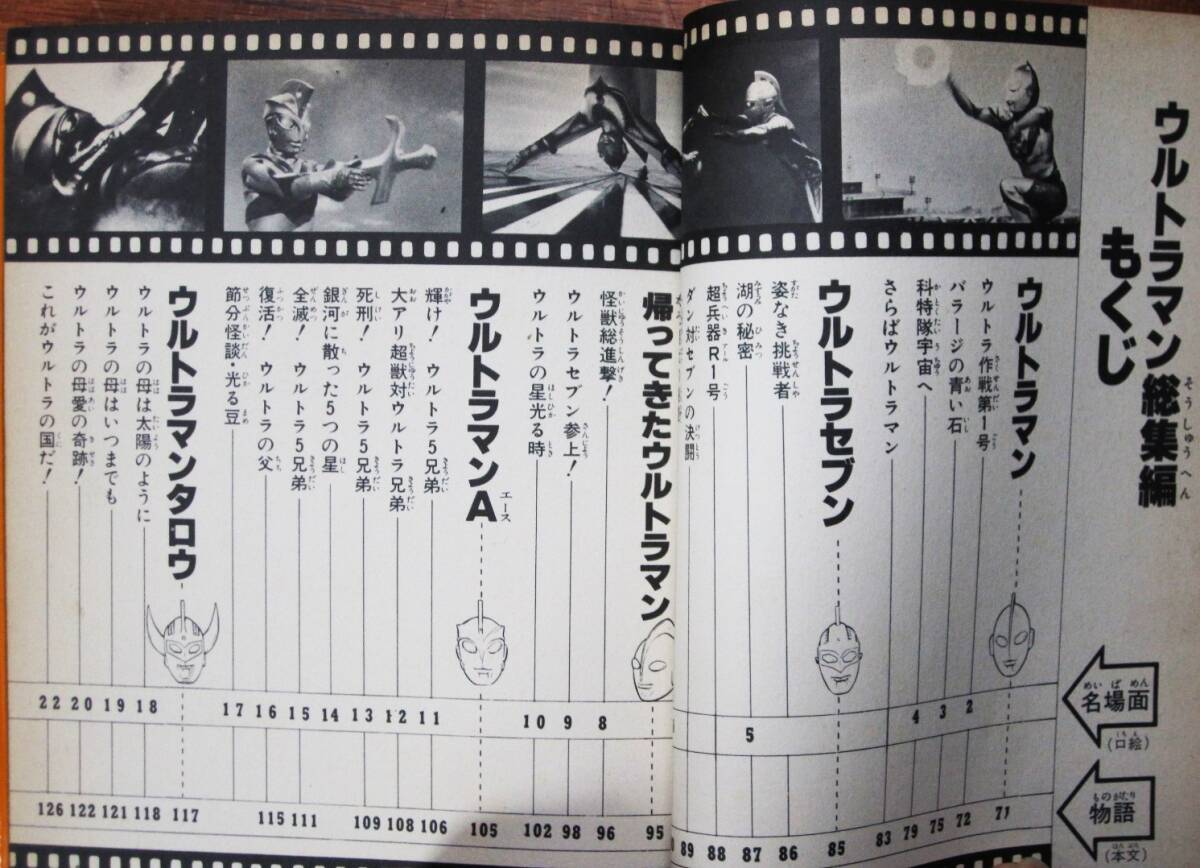 ウルトラマン総集編
もくじ
名場面
(口絵)
物語
(本文)
ウルトラマン 71
ウルトラ作戦第1号 2 72
バラージの青い石 3 75
科特隊宇宙へ 4 79
さらばウルトラマン 83
ウルトラセブン 85
姿なき挑戦者 86
湖の秘密 5 87
超兵器R1号 88
ダン対セブンの決闘 89
帰ってきたウルトラマン 95
怪獣総進撃! 8 96
ウルトラセブン参上! 9 98
ウルトラの星光る時 10 102
ウルトラマンA 105
エース
輝け! ウルトラ5兄弟 11 106
大アリ超獣対ウルトラ兄弟 12 108
死刑! ウルトラ5兄弟 13 109
銀河に散った5つの星 14
全滅! ウルトラ5兄弟 15 111
復活! ウルトラの父 16 115
節分怪談・光る豆 17
ウルトラマンタロウ 117
ウルトラの母は太陽のように 18 118
ウルトラの母はいつまでも 19 121
ウルトラの母愛の奇跡! 20 122
これがウルトラの国だ! 22 126